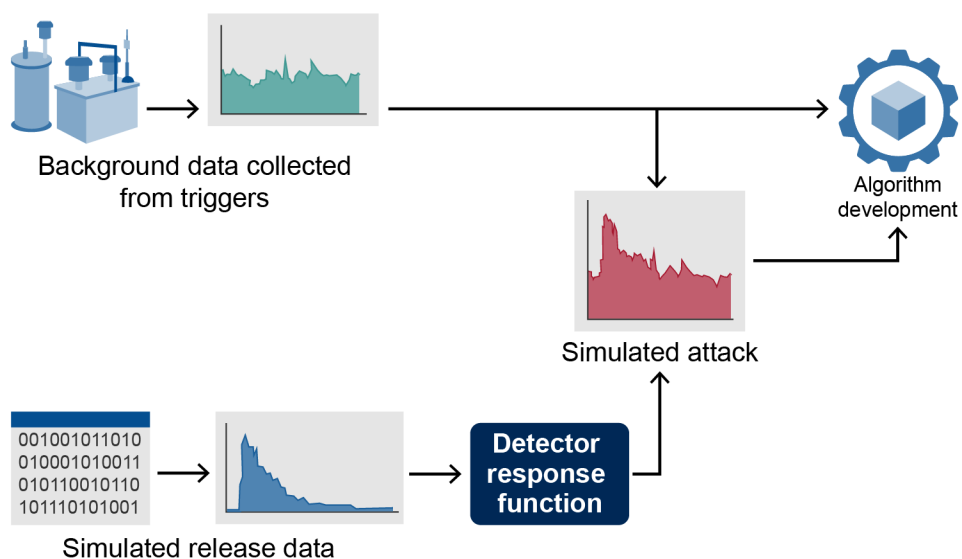 Background data collected
from triggers
Algorithm
development
Simulated attack
001001011010
010001010011
010110010110
101110101001
Detector
response
function
Simulated release data